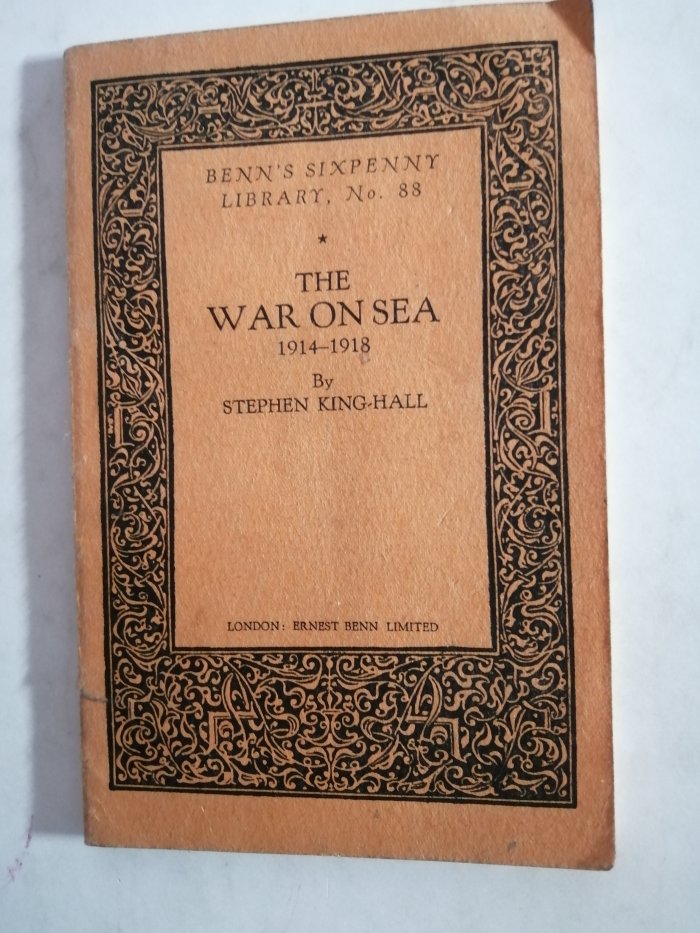 BENN'S SIXPENNY
LIBRARY, No. 88
THE
WAR ON SEA
1914–1918
By
STEPHEN KING-HALL
LONDON: ERNEST BENN LIMITED